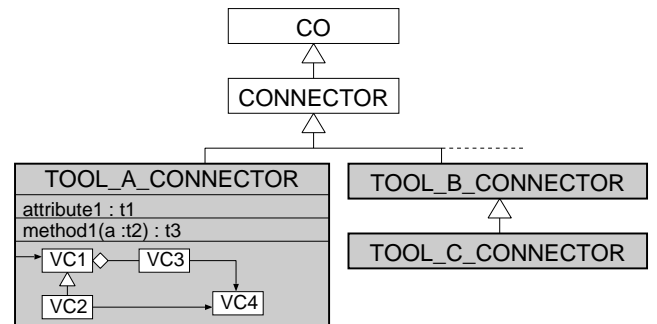 CO
CONNECTOR
TOOL_A_CONNECTOR
attribute1 : t1
method1(a :t2) : t3
VC1
VC3
VC2
VC4
TOOL_B_CONNECTOR
TOOL_C_CONNECTOR